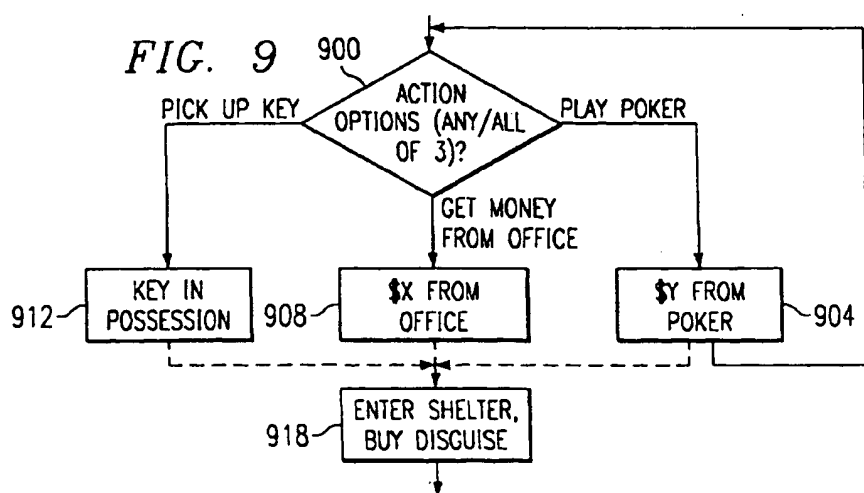 FIG. 9
900
ACTION
OPTIONS (ANY/ALL
OF 3)?
PICK UP KEY
PLAY POKER
GET MONEY
FROM OFFICE
KEY IN
POSSESSION
912
$X FROM
OFFICE
908
$Y FROM
POKER
904
ENTER SHELTER,
BUY DISGUISE
918